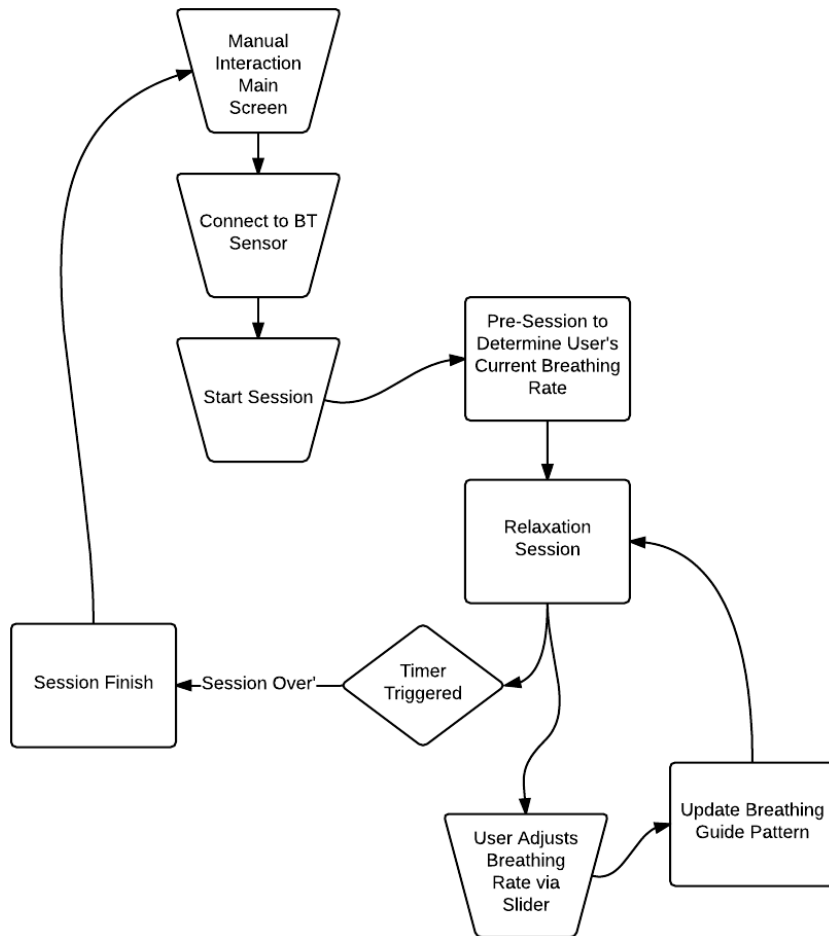 Manual
Interaction
Main
Screen
Connect to BT
Sensor
Start Session
Pre-Session to
Determine User's
Current Breathing
Rate
Relaxation
Session
Timer
Triggered
Session Over'
Session Finish
User Adjusts
Breathing
Rate via
Slider
Update Breathing
Guide Pattern